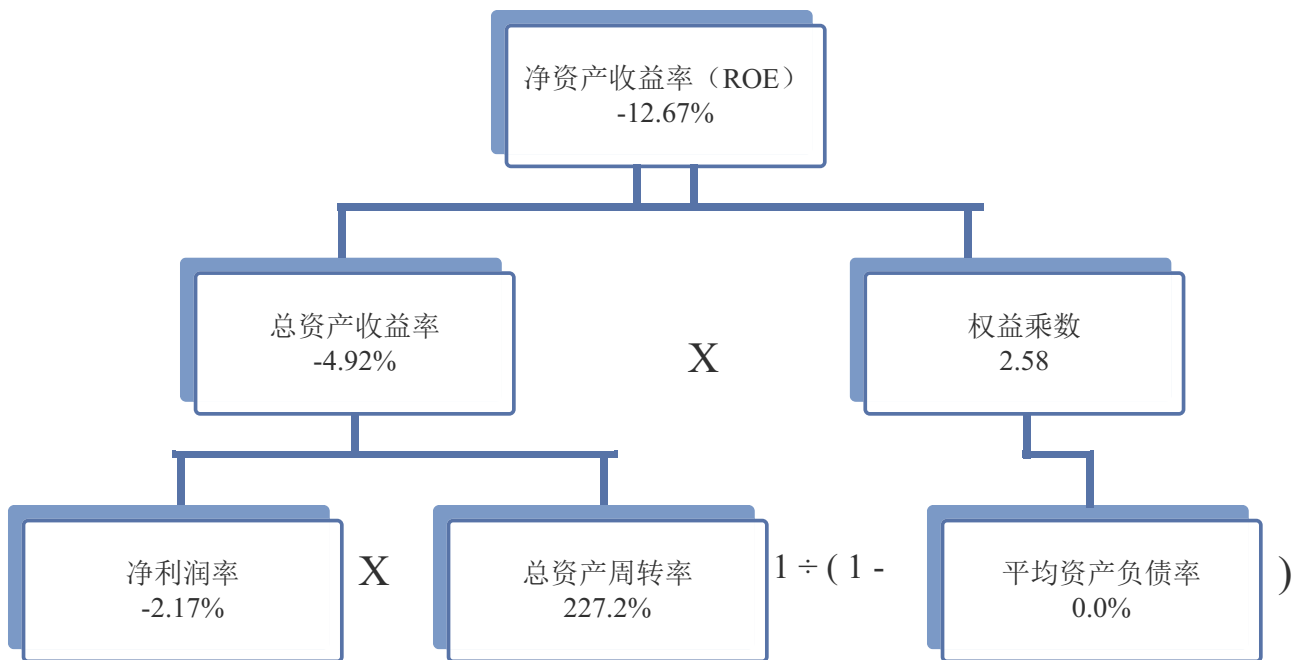 净资产收益率（ROE）
-12.67%
总资产收益率
-4.92%
X
权益乘数
2.58
净利润率
-2.17%
X
总资产周转率
227.2%
1 ÷ ( 1 -
平均资产负债率
0.0%
)